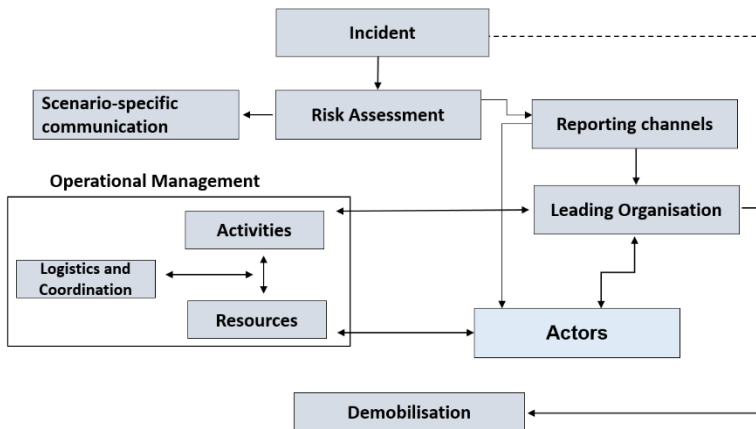 Incident
Scenario-specific
communication
Risk Assessment
Reporting channels
Operational Management
Leading Organisation
Activities
Logistics and
Coordination
Resources
Actors
Demobilisation